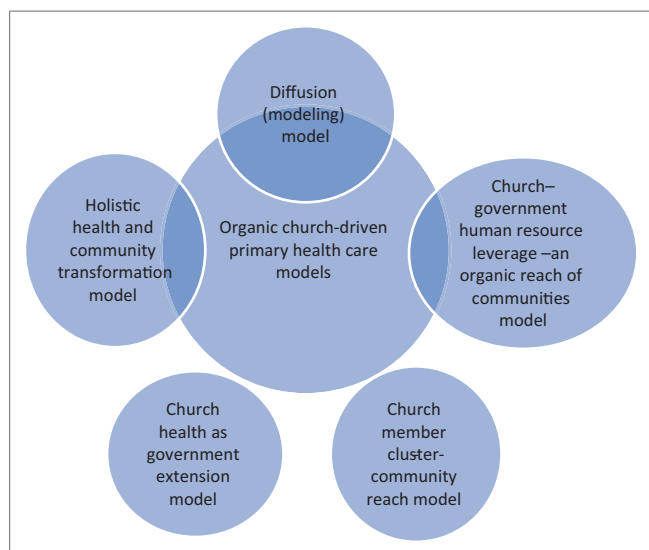 Diffusion
(modeling)
model
Holistic
health and
community
transformation
model
Organic church-driven
primary health care
models
Church–
government
human resource
leverage –an
organic reach of
communities
model
Church
health as
government
extension
model
Church
member
cluster-
community
reach model